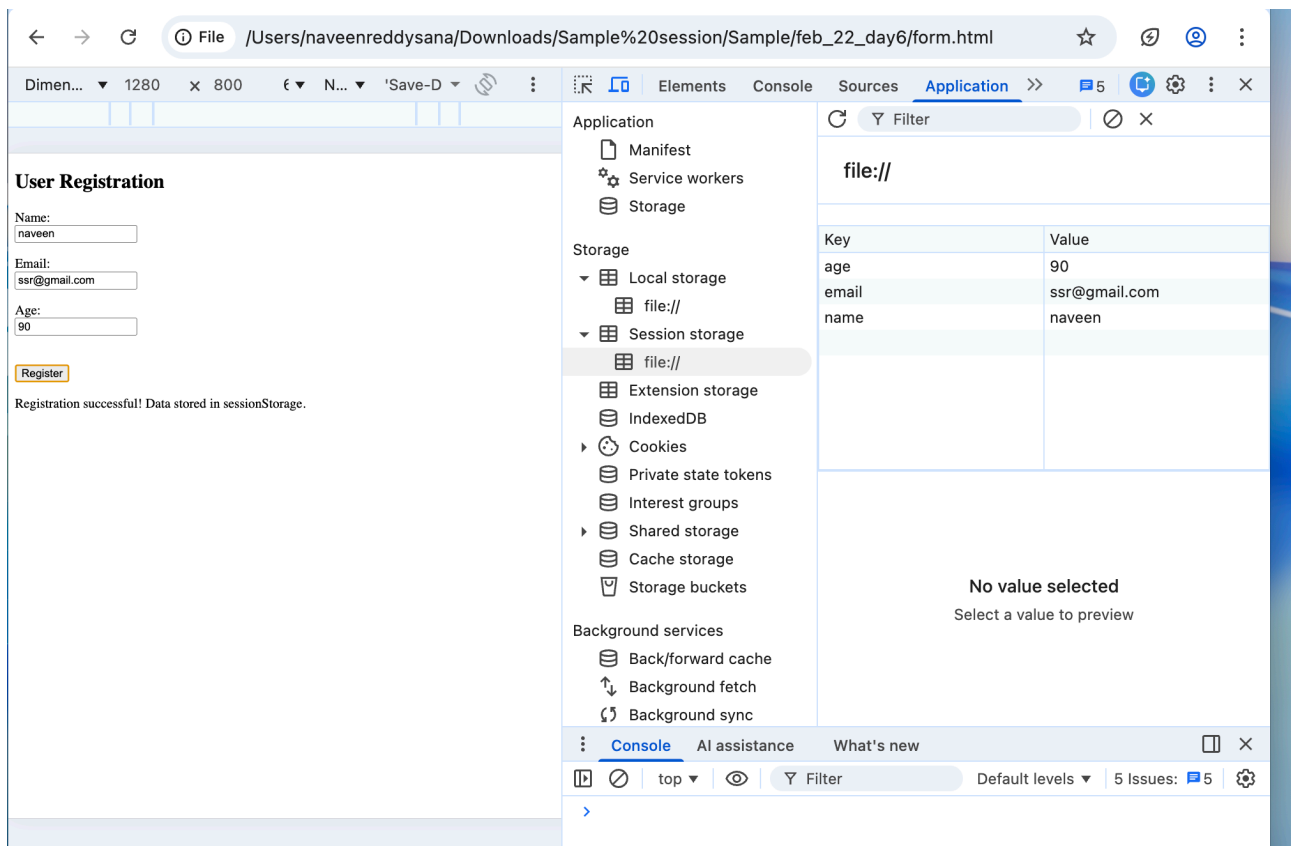 File /Users/naveenreddysana/Downloads/Sample%20session/Sample/feb_22_day6/form.html
Dimen... 1280 x 800 N... 'Save-D
Elements Console Sources Application 5
User Registration
Name:
naveen
Email:
ssr@gmail.com
Age:
90
Register
Registration successful! Data stored in sessionStorage.
Application
Manifest
Service workers
Storage
Storage
Local storage
file://
Session storage
file://
Extension storage
IndexedDB
Cookies
Private state tokens
Interest groups
Shared storage
Cache storage
Storage buckets
Background services
Back/forward cache
Background fetch
Background sync
Filter
file://
Key Value
age 90
email ssr@gmail.com
name naveen
No value selected
Select a value to preview
Console AI assistance What's new
top Filter Default levels 5 Issues: 5